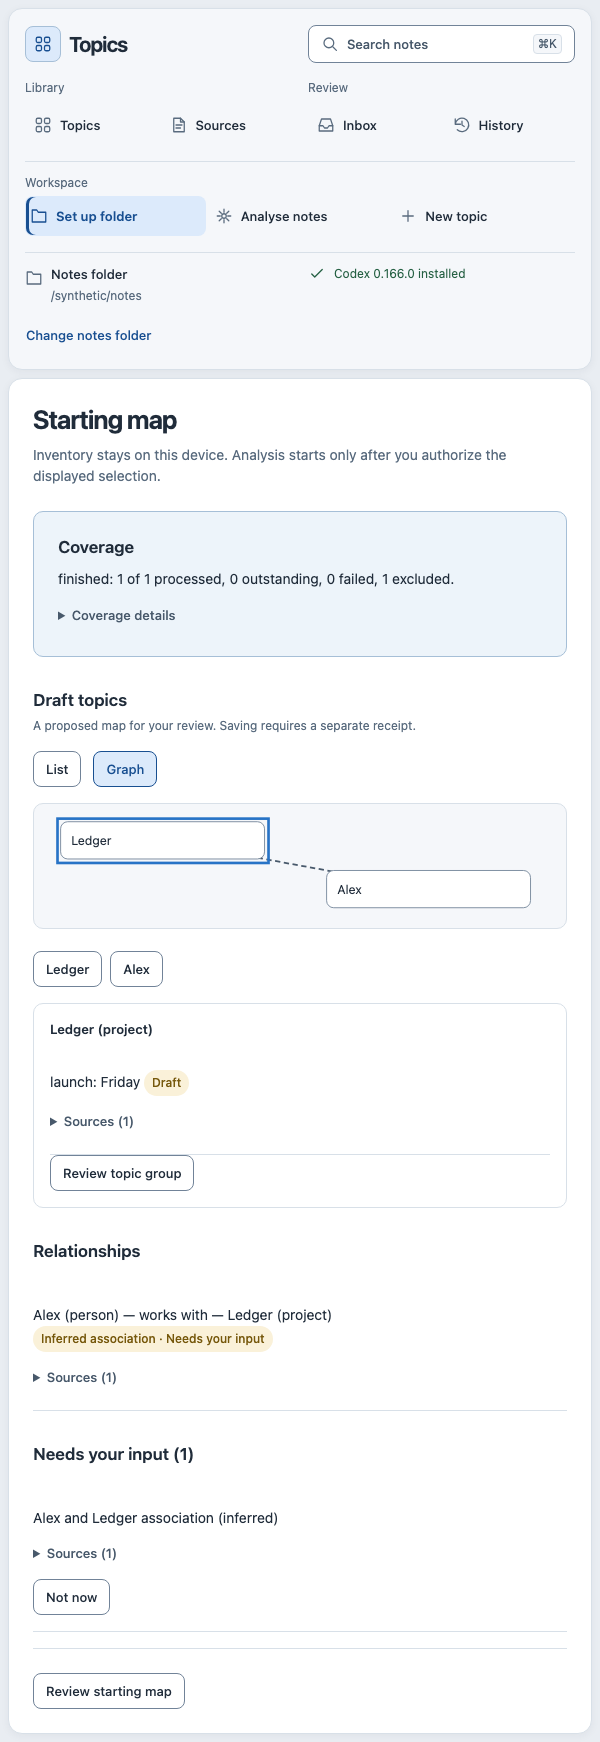 Topics
Search notes ⌘K
Library
Review
Topics
Sources
Inbox
History
Workspace
Set up folder
Analyse notes
New topic
Notes folder
/synthetic/notes
Codex 0.166.0 installed
Change notes folder
Starting map
Inventory stays on this device. Analysis starts only after you authorize the
displayed selection.
Coverage
finished: 1 of 1 processed, 0 outstanding, 0 failed, 1 excluded.
Coverage details
Draft topics
A proposed map for your review. Saving requires a separate receipt.
List
Graph
Ledger
Alex
Ledger
Alex
Ledger (project)
launch: Friday Draft
Sources (1)
Review topic group
Relationships
Alex (person) — works with — Ledger (project)
Inferred association · Needs your input
Sources (1)
Needs your input (1)
Alex and Ledger association (inferred)
Sources (1)
Not now
Review starting map